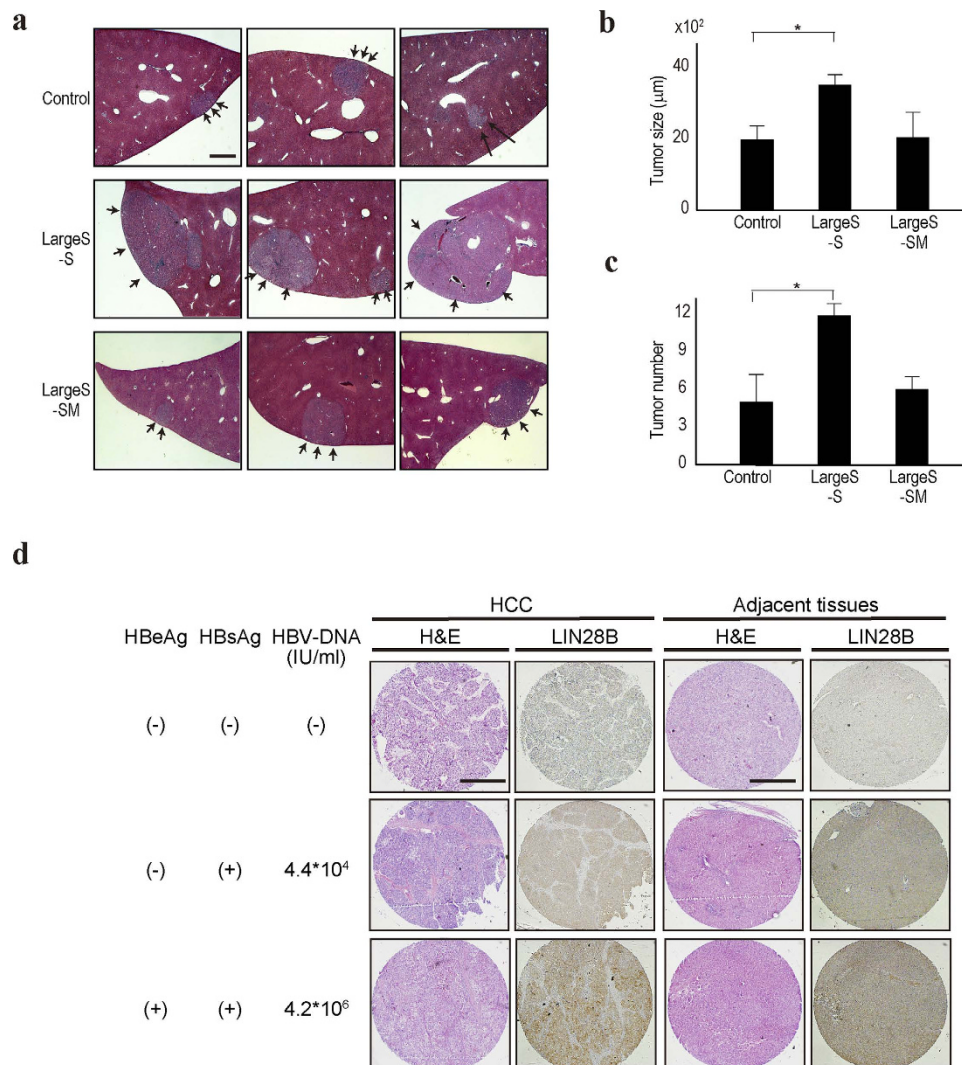 a
Control
LargeS
-S
LargeS
-SM
b
x10²
40
20
0
Tumor size (μm)
*
Control
LargeS
-S
LargeS
-SM
c
12
9
6
3
0
Tumor number
*
Control
LargeS
-S
LargeS
-SM
d
HCC
Adjacent tissues
HBeAg
HBsAg
HBV-DNA
(IU/ml)
H&E
LIN28B
H&E
LIN28B
(-)
(-)
(-)
(-)
(+)
4.4*10⁴
(+)
(+)
4.2*10⁶